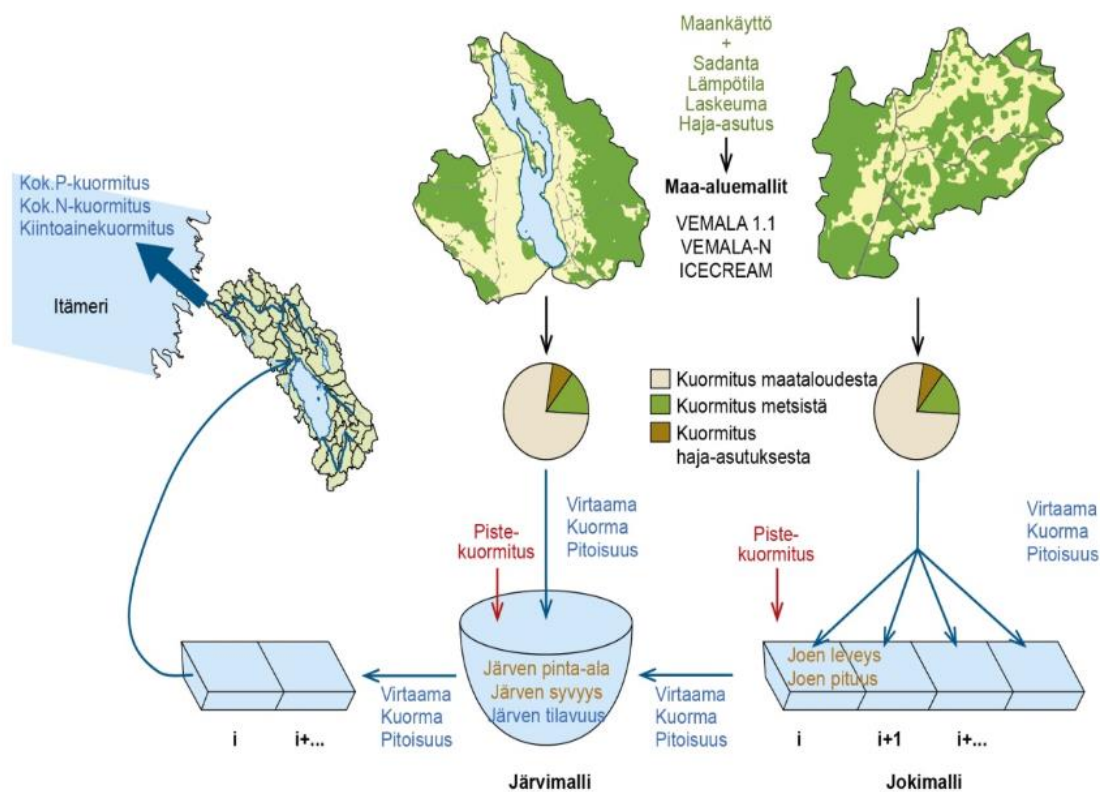 Maankäyttö
+
Sadanta
Lämpötila
Laskeuma
Haja-asutus
Maa-aluemallit
VEMALA 1.1
VEMALA-N
ICECREAM
Kok.P-kuormitus
Kok.N-kuormitus
Kiintoainekuormitus
Itämeri
Kuormitus maataloudesta
Kuormitus metsistä
Kuormitus
haja-asutuksesta
Virtaama
Kuorma
Pitoisuus
Virtaama
Kuorma
Pitoisuus
Piste-
kuormitus
Piste-
kuormitus
Järven pinta-ala
Järven syvyys
Järven tilavuus
Joen leveys
Joen pituus
Virtaama
Kuorma
Pitoisuus
Virtaama
Kuorma
Pitoisuus
i
i+...
i
i+1
i+...
Järvimalli
Jokimalli